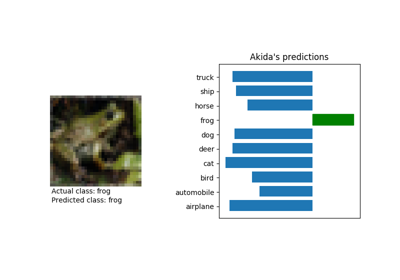 Akida's predictions
truck
ship
horse
frog
dog
deer
cat
bird
automobile
airplane
Actual class: frog
Predicted class: frog